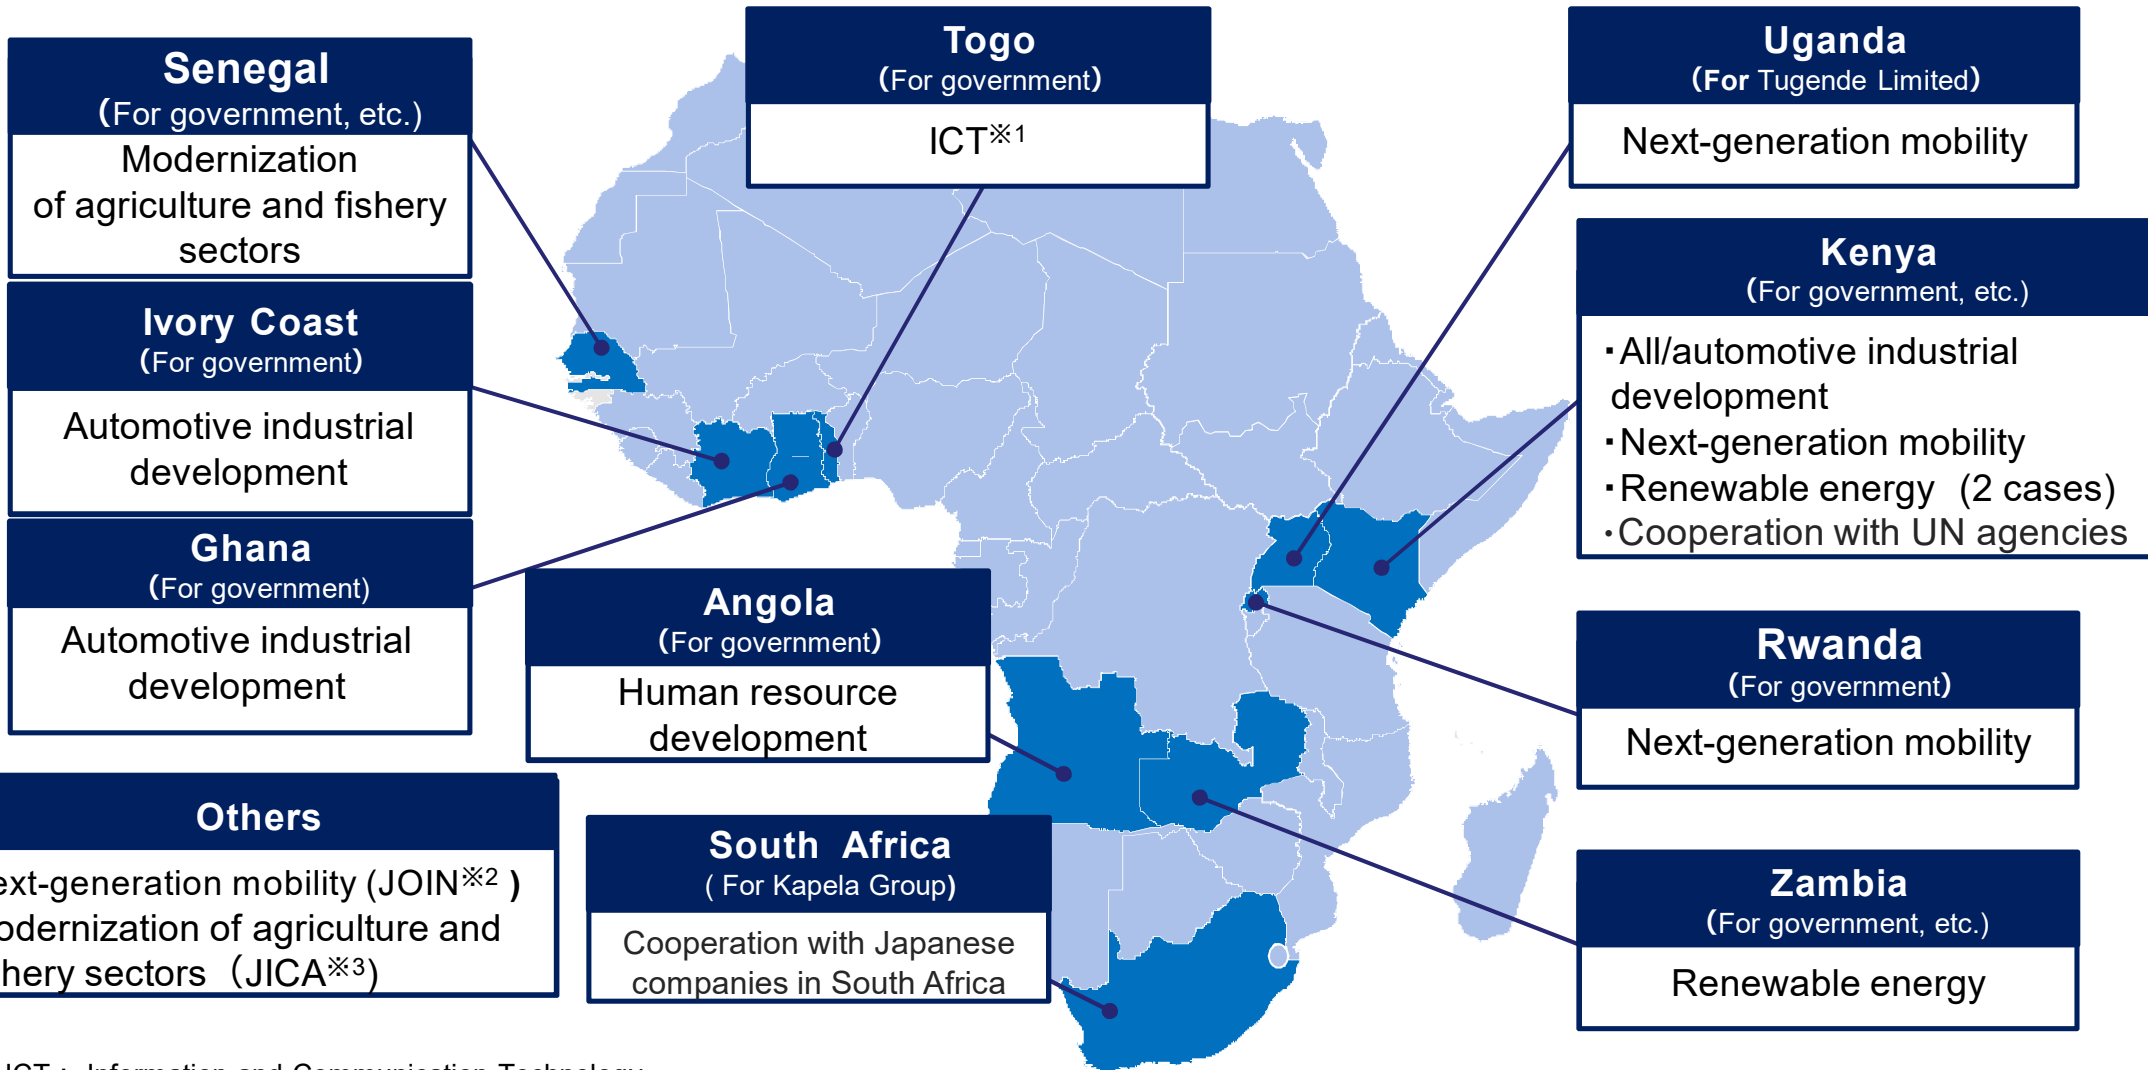 Senegal
(For government, etc.)
Modernization
of agriculture and fishery
sectors
Ivory Coast
(For government)
Automotive industrial
development
Ghana
(For government)
Automotive industrial
development
Togo
(For government)
ICT※1
Uganda
(For Tugende Limited)
Next-generation mobility
Kenya
(For government, etc.)
・All/automotive industrial
development
・Next-generation mobility
・Renewable energy (2 cases)
・Cooperation with UN agencies
Angola
(For government)
Human resource
development
Rwanda
(For government)
Next-generation mobility
Others
ext-generation mobility (JOIN※2 )
odernization of agriculture and
hery sectors （JICA※3)
South Africa
( For Kapela Group)
Cooperation with Japanese
companies in South Africa
Zambia
(For government, etc.)
Renewable energy
ICT : Information and Communication Technology